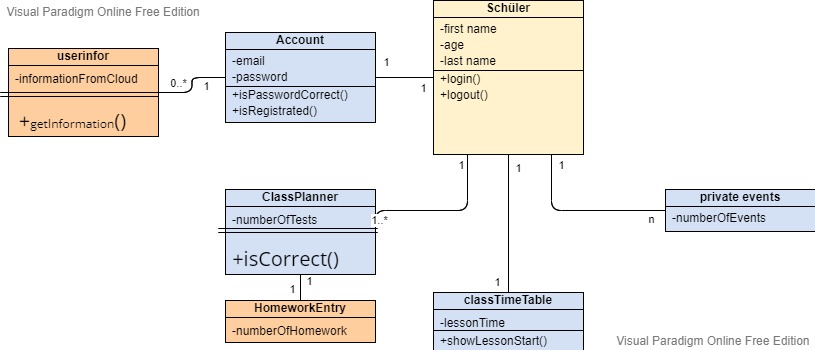 Visual Paradigm Online Free Edition
Schüler
-first name
-age
-last name
+login()
+logout()
Account
-email
-password
+isPasswordCorrect()
+isRegistrated()
1
1
userinfor
-informationFromCloud
+getInformation()
0..*
1
1
1
1
ClassPlanner
-numberOfTests
+isCorrect()
1..*
private events
-numberOfEvents
n
1
1
HomeworkEntry
-numberOfHomework
1
classTimeTable
-lessonTime
+showLessonStart()
Visual Paradigm Online Free Edition